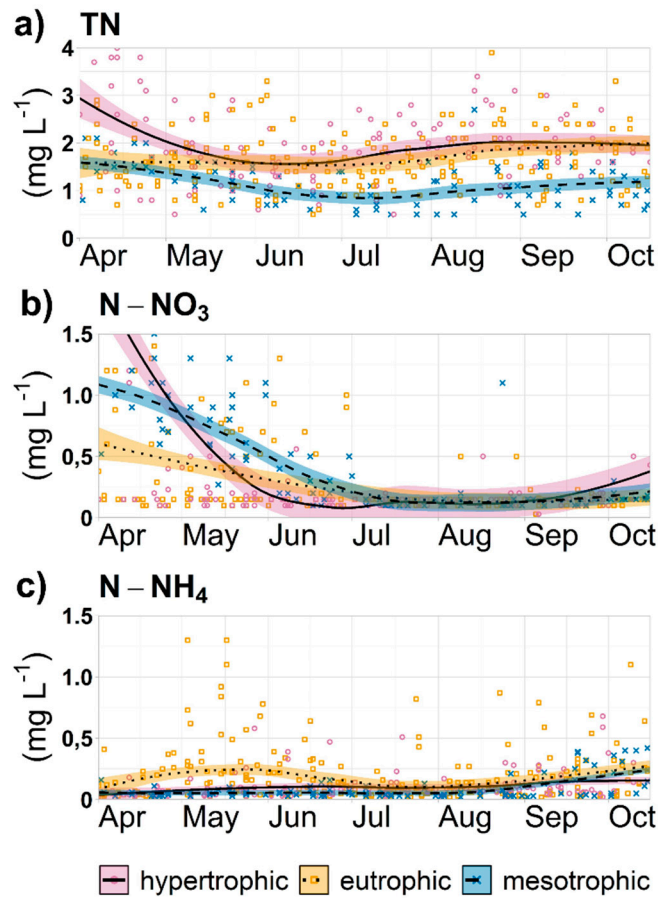 a) TN
4
3
2
1
0
(mg L⁻¹)
Apr May Jun Jul Aug Sep Oct
b) N – NO₃
1.5
1.0
0,5
0
(mg L⁻¹)
Apr May Jun Jul Aug Sep Oct
c) N – NH₄
1.5
1.0
0,5
0
(mg L⁻¹)
Apr May Jun Jul Aug Sep Oct
hypertrophic eutrophic mesotrophic